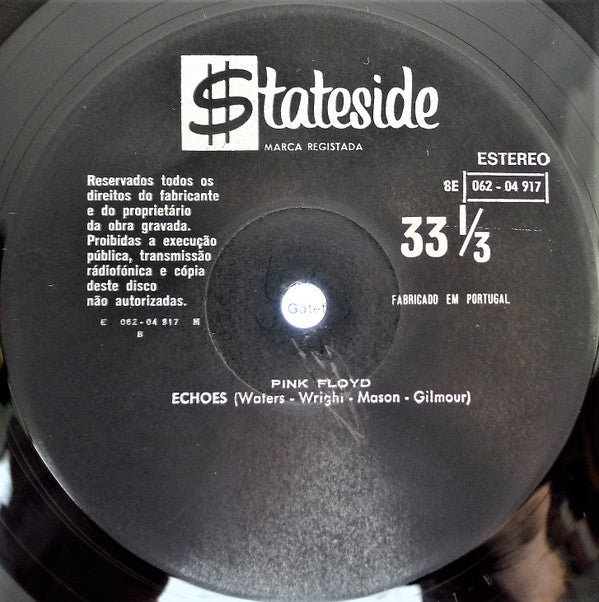 $tateside
MARCA REGISTADA
ESTEREO
8E 062 - 04 917
33 1/3
FABRICADO EM PORTUGAL
Reservados todos os
direitos do fabricante
e do proprietário
da obra gravada.
Proibidas a execução
pública, transmissão
rádiofónica e cópia
deste disco
não autorizadas.
E 062-04 917 M
B
Gatef
PINK FLOYD
ECHOES (Waters - Wrighi - Mason - Gilmour)